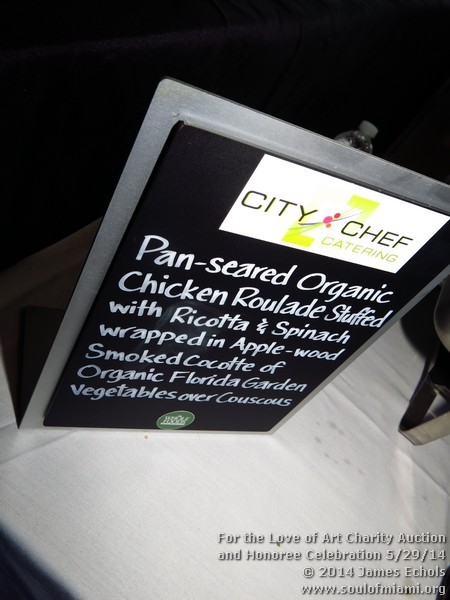 CITY CHEF
CATERING
Pan-seared Organic
Chicken Roulade Stuffed
with Ricotta & Spinach
wrapped in Apple-wood
Smoked Cocotte of
Organic Florida Garden
Vegetables over Couscous
WHOLE
FOODS
For the Love of Art Charity Auction
and Honoree Celebration 5/29/14
© 2014 James Echols
www.soulofmiami.org